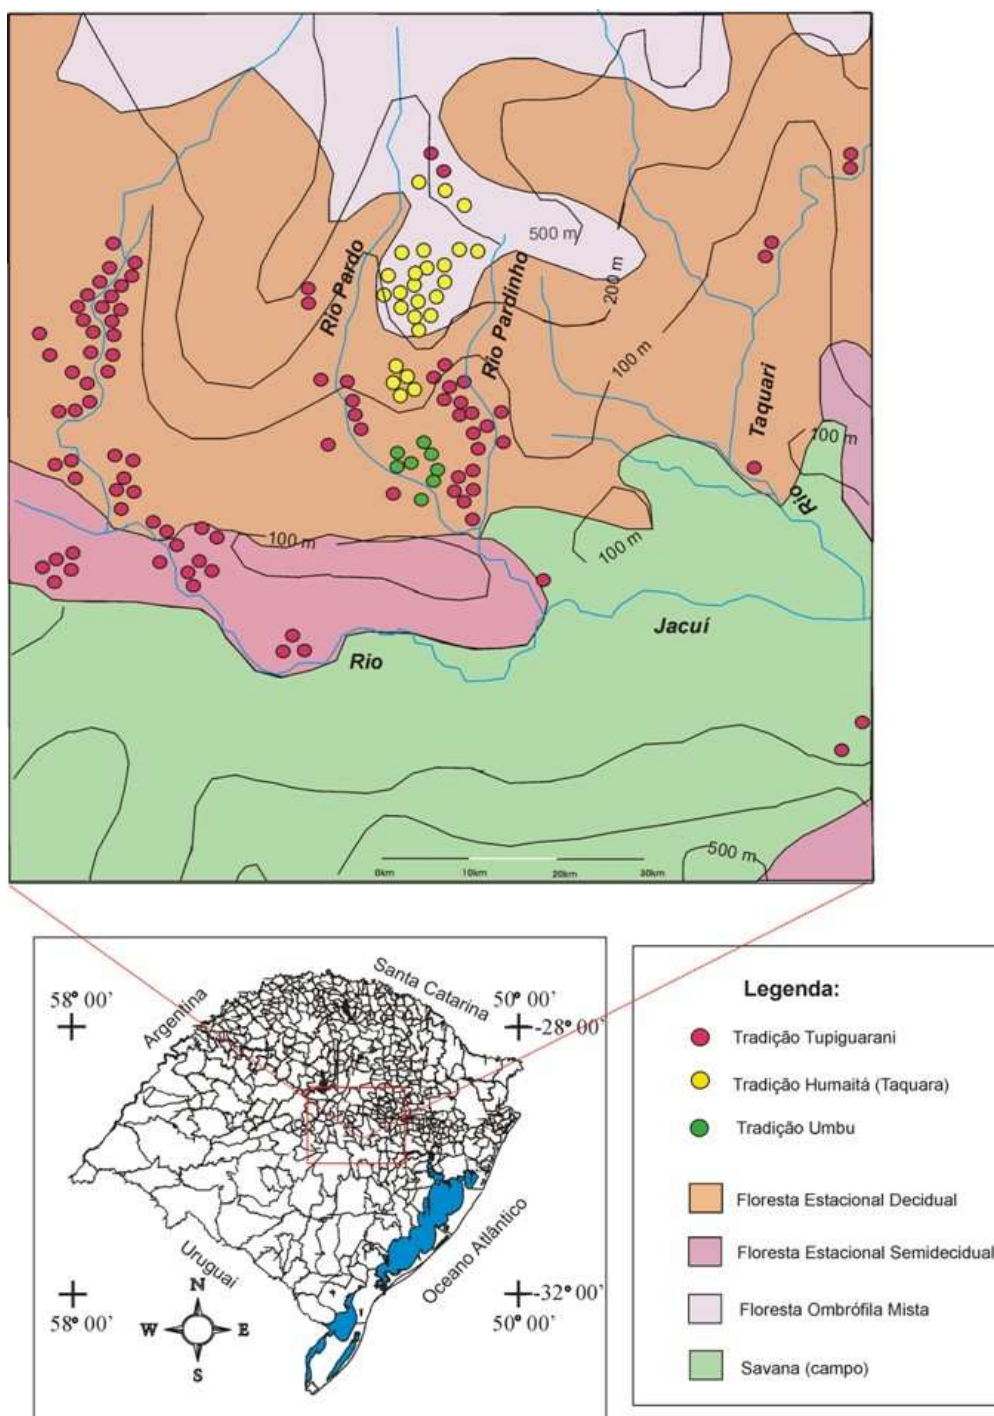 500 m
200 m
Rio Pardo
Rio Pardinho
100 m
Taquari
100 m
Rio
100 m
100 m
Jacuí
Rio
500 m
0km
10km
20km
30km
58° 00’
Argentina
Santa Catarina
50° 00’
-28° 00’
Uruguai
Oceano Atlântico
58° 00’
-32° 00’
50° 00’
N
W
E
S
Legenda:
Tradição Tupiguarani
Tradição Humaitá (Taquara)
Tradição Umbu
Floresta Estacional Decidual
Floresta Estacional Semidecidual
Floresta Ombrófila Mista
Savana (campo)